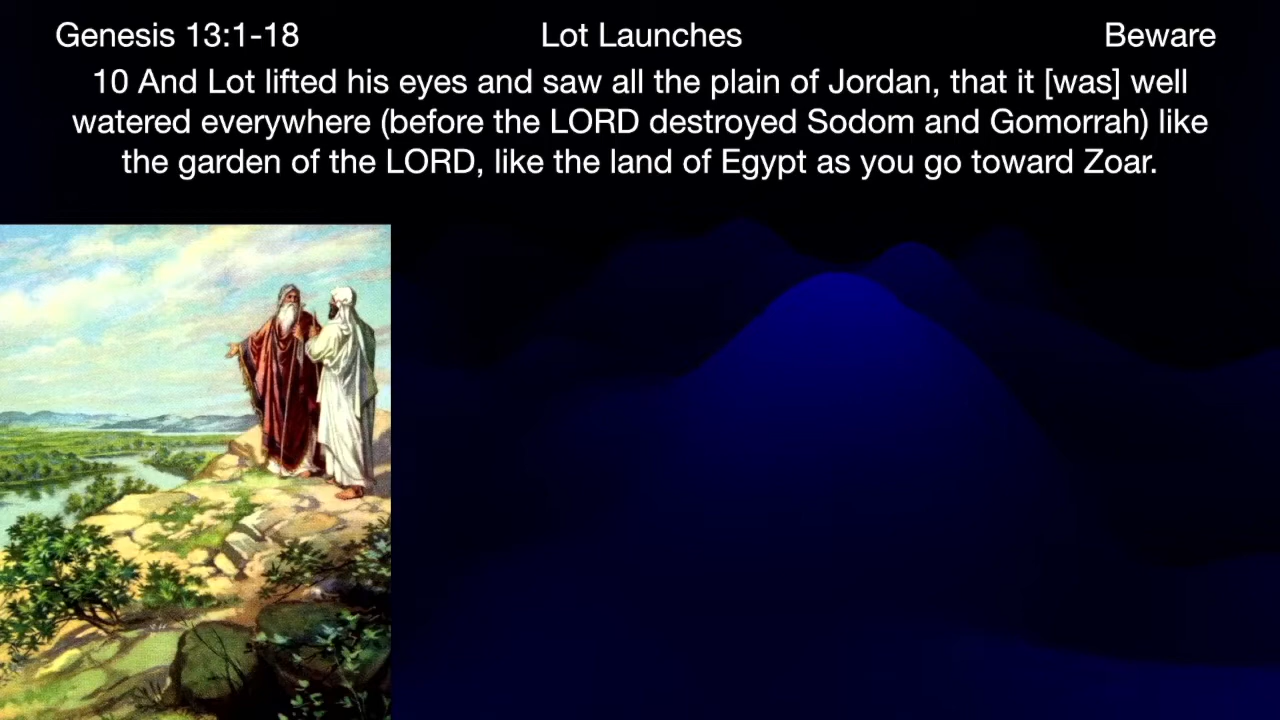 Genesis 13:1-18 Lot Launches Beware
10 And Lot lifted his eyes and saw all the plain of Jordan, that it [was] well
watered everywhere (before the LORD destroyed Sodom and Gomorrah) like
the garden of the LORD, like the land of Egypt as you go toward Zoar.